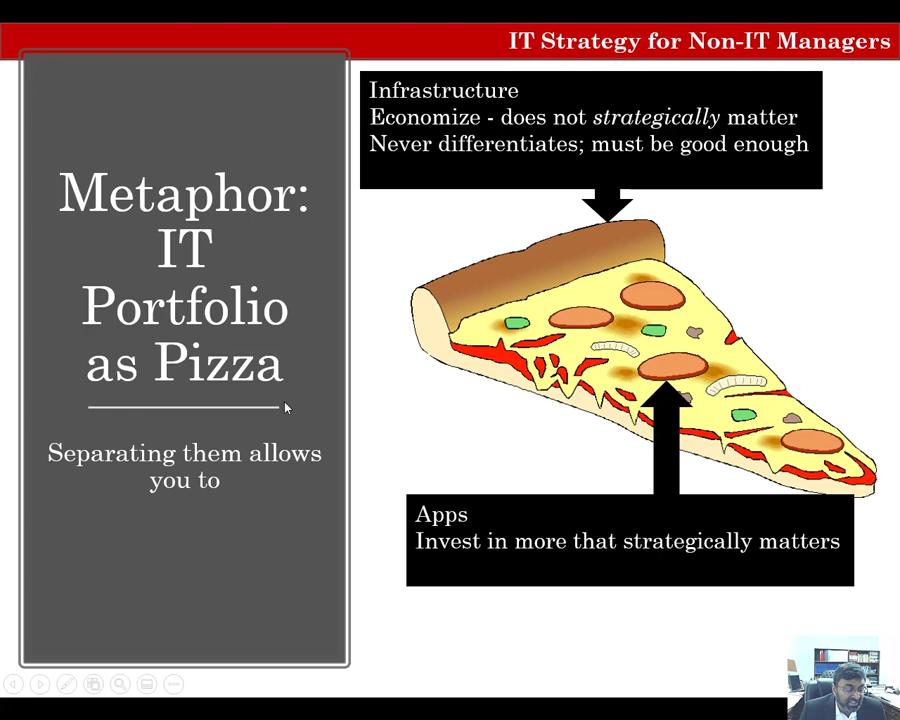 IT Strategy for Non-IT Managers
Metaphor:
IT
Portfolio
as Pizza
Separating them allows
you to
Infrastructure
Economize - does not strategically matter
Never differentiates; must be good enough
Apps
Invest in more that strategically matters